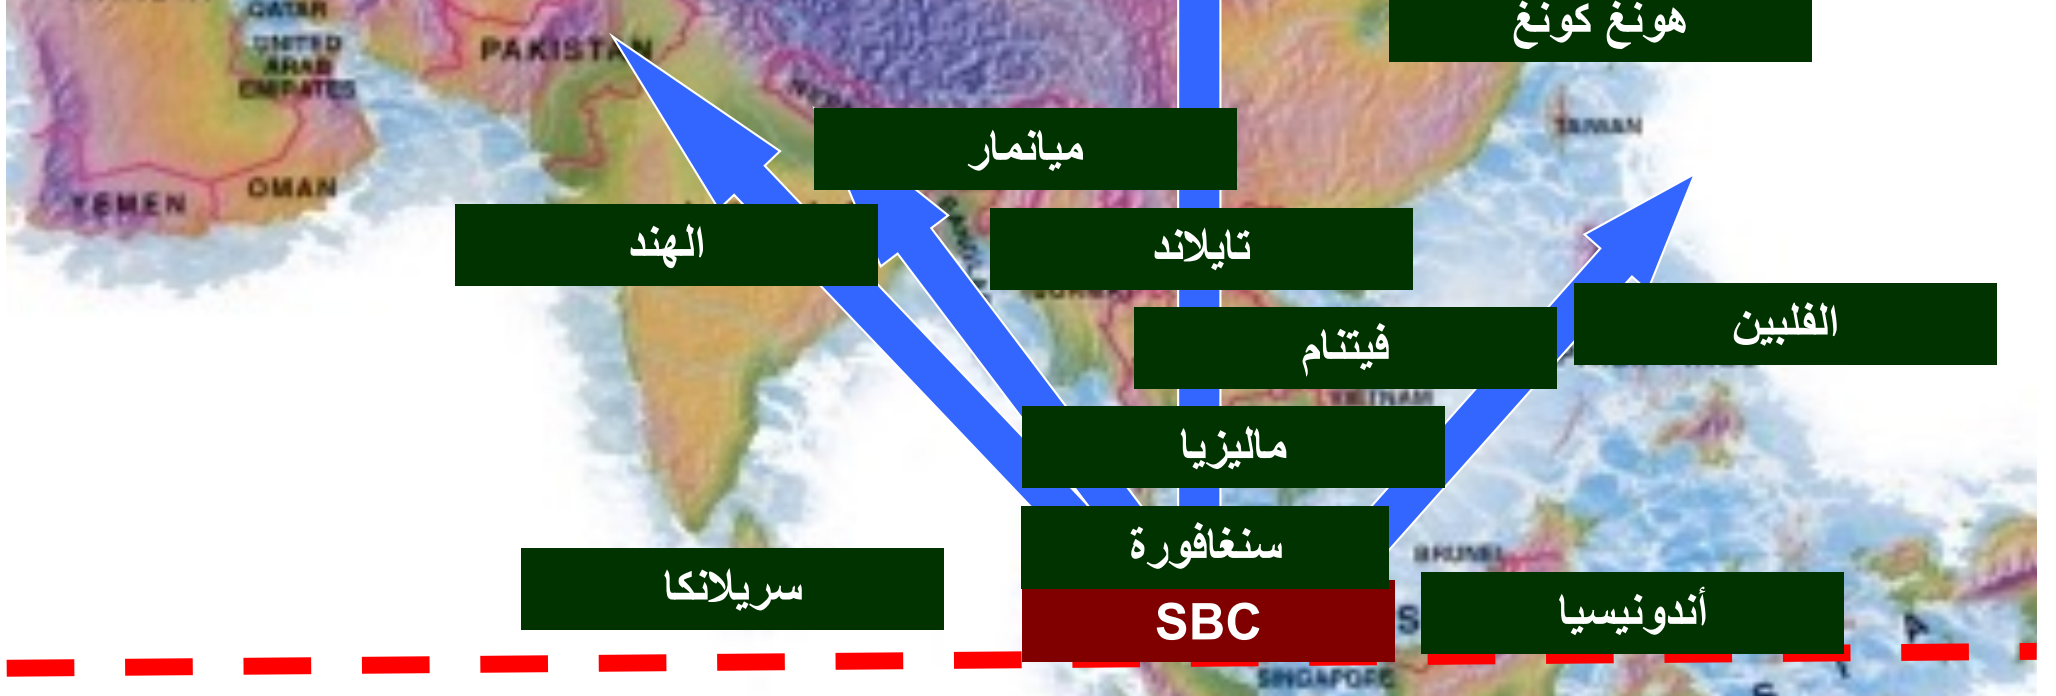 هونغ كونغ
QATAR
UNITED
ARAB
EMIRATES
PAKISTAN
TAIWAN
ميانمار
YEMEN
OMAN
الهند
تايلاند
الفلبين
فيتنام
VIETNAM
ماليزيا
سنغافورة
BRUNEI
سريلانكا
أندونيسيا
SBC
SINGAPORE